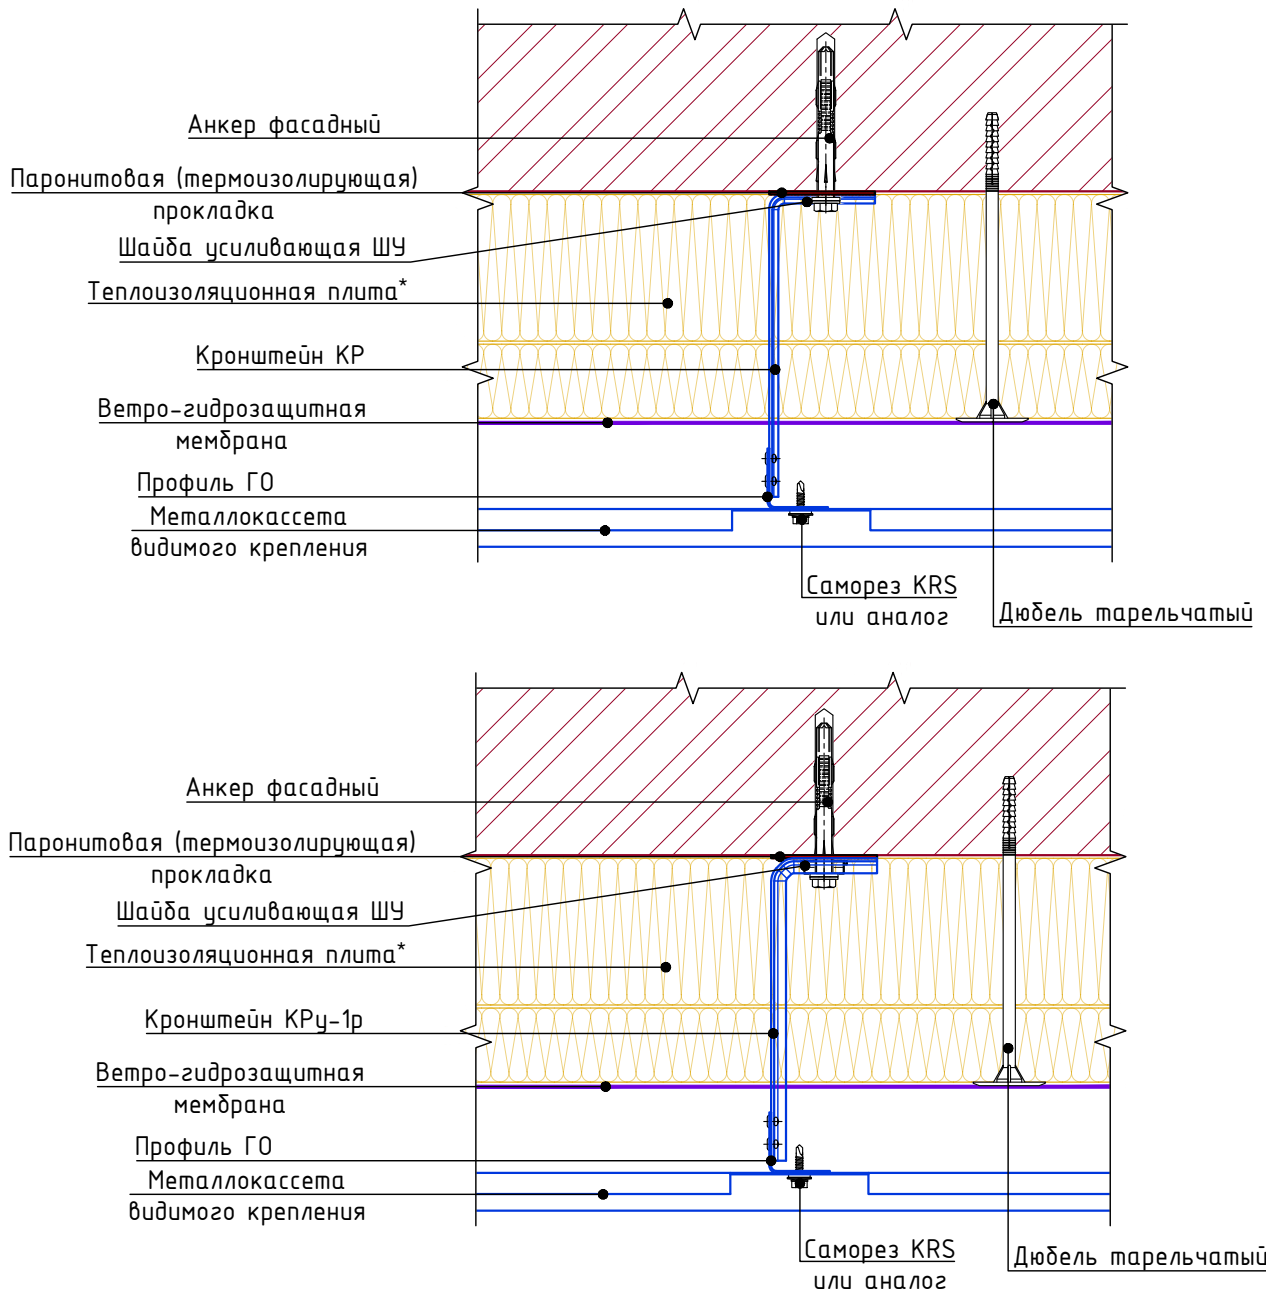 Анкер фасадный
Паронитовая (термоизолирующая)
прокладка
Шайба усиливающая ШУ
Теплоизоляционная плита*
Кронштейн КР
Ветро-гидрозащитная
мембрана
Профиль ГО
Металлокассета
видимого крепления
Саморез KRS
или аналог
Дюбель тарельчатый
Анкер фасадный
Паронитовая (термоизолирующая)
прокладка
Шайба усиливающая ШУ
Теплоизоляционная плита*
Кронштейн КРу-1р
Ветро-гидрозащитная
мембрана
Профиль ГО
Металлокассета
видимого крепления
Саморез KRS
или аналог
Дюбель тарельчатый